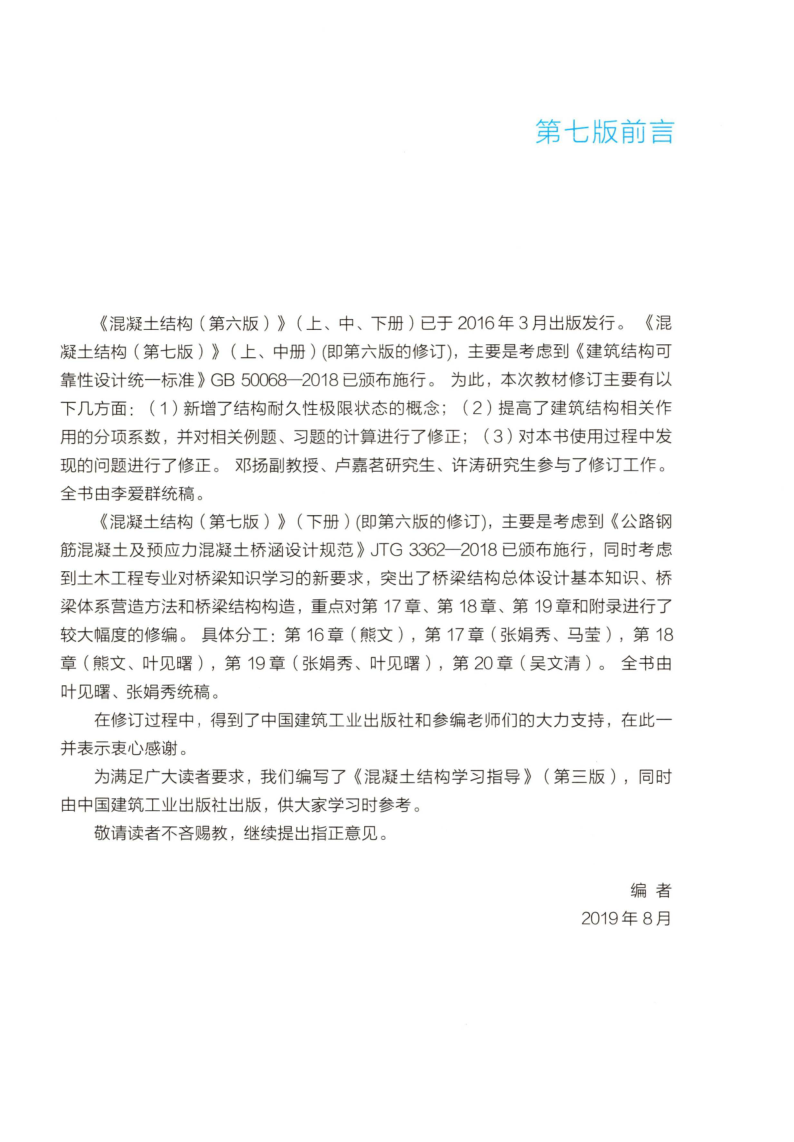 第七版前言
《混凝土结构（第六版）》（上、中、下册）已于 2016 年 3 月出版发行。《混
凝土结构（第七版）》（上、中册）(即第六版的修订)，主要是考虑到《建筑结构可
靠性设计统一标准》GB 50068—2018 已颁布施行。 为此，本次教材修订主要有以
下几方面：（1）新增了结构耐久性极限状态的概念；（2）提高了建筑结构相关作
用的分项系数，并对相关例题、习题的计算进行了修正；（3）对本书使用过程中发
现的问题进行了修正。 邓扬副教授、卢嘉茗研究生、许涛研究生参与了修订工作。
全书由李爱群统稿。
《混凝土结构（第七版）》（下册）(即第六版的修订)，主要是考虑到《公路钢
筋混凝土及预应力混凝土桥涵设计规范》JTG 3362—2018 已颁布施行，同时考虑
到土木工程专业对桥梁知识学习的新要求，突出了桥梁结构总体设计基本知识、桥
梁体系营造方法和桥梁结构构造，重点对第 17 章、第 18 章、第 19 章和附录进行了
较大幅度的修编。 具体分工：第 16 章（熊文），第 17 章（张娟秀、马莹），第 18
章（熊文、叶见曙），第 19 章（张娟秀、叶见曙），第 20 章（吴文清）。 全书由
叶见曙、张娟秀统稿。
在修订过程中，得到了中国建筑工业出版社和参编老师们的大力支持，在此一
并表示衷心感谢。
为满足广大读者要求，我们编写了《混凝土结构学习指导》（第三版），同时
由中国建筑工业出版社出版，供大家学习时参考。
敬请读者不吝赐教，继续提出指正意见。
编 者
2019 年 8 月